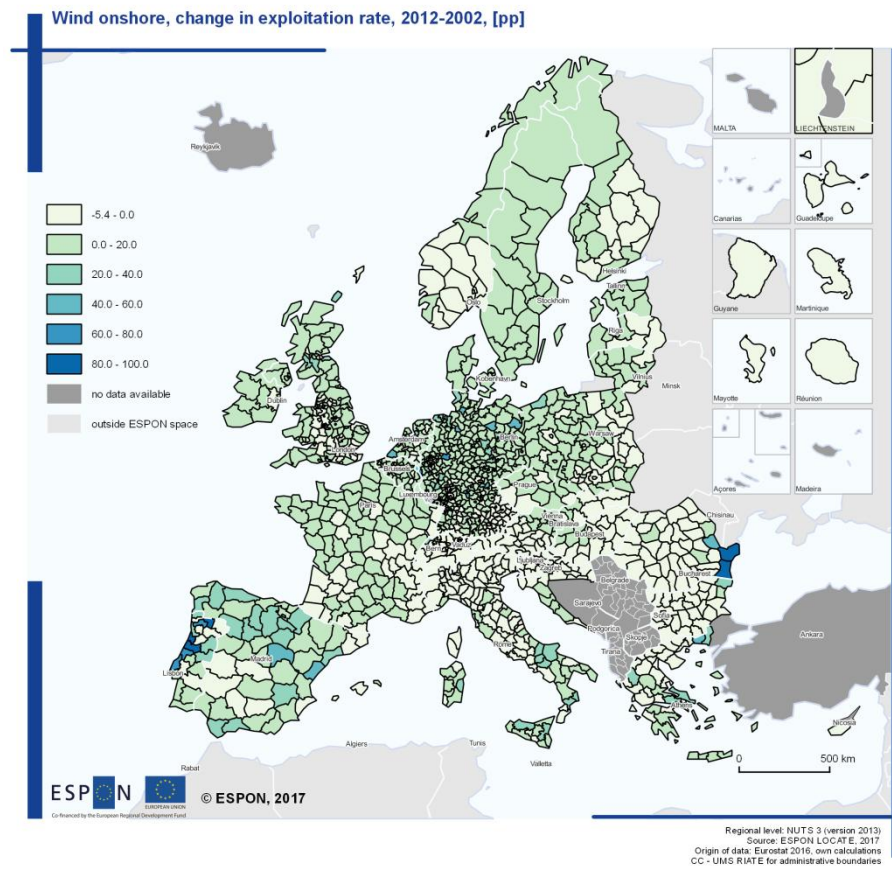 Wind onshore, change in exploitation rate, 2012-2002, [pp]
MALTA
LIECHTENSTEIN
Reykjavik
Canarias
Guadeloupe
-5.4 - 0.0
0.0 - 20.0
20.0 - 40.0
40.0 - 60.0
60.0 - 80.0
80.0 - 100.0
no data available
outside ESPON space
Guyane
Martinique
Mayotte
Réunion
Açores
Madeira
Helsinki
Tallinn
Oslo
Stockholm
Riga
Vilnius
Minsk
København
Dublin
London
Amsterdam
Berlin
Warsaw
Brussels
Luxembourg
Prague
Paris
Vienna
Bratislava
Budapest
Chisinau
Bern
Vaduz
Ljubljana
Zagreb
Belgrade
Bucharest
Sarajevo
Sofia
Podgorica
Skopje
Tirana
Rome
Ankara
Madrid
Lisbon
Athens
Nicosia
Algiers
Tunis
Rabat
Valletta
0 500 km
ESPON
EUROPEAN UNION
© ESPON, 2017
Co-financed by the European Regional Development Fund
Regional level: NUTS 3 (version 2013)
Source: ESPON LOCATE, 2017
Origin of data: Eurostat 2016, own calculations
CC - UMS RIATE for administrative boundaries